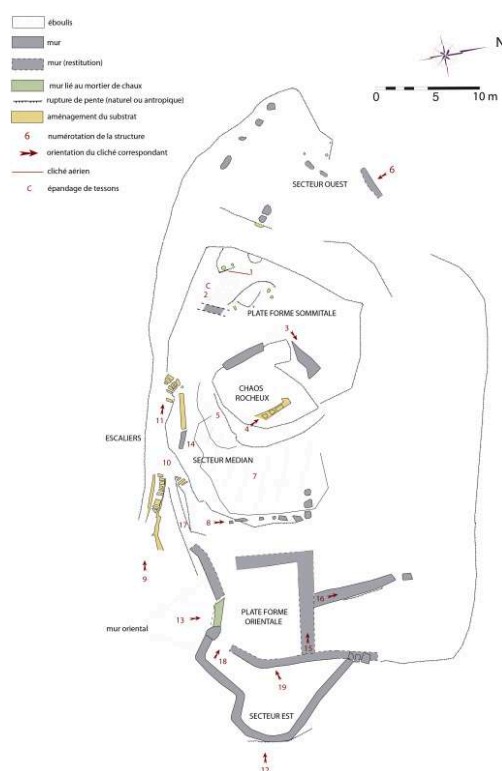 éboulis
mur
mur (restitution)
mur lié au mortier de chaux
rupture de pente (naturel ou antropique)
aménagement du substrat
6 numérotation de la structure
orientation du cliché correspondant
cliché aérien
C épandage de tessons
N
0 5 10 m
6
SECTEUR OUEST
C
2
PLATE FORME SOMMITALE
3
CHAOS
ROCHEUX
4
5
11
ESCALIERS
14
SECTEUR MEDIAN
10
7
17
8
9
16
13
PLATE FORME
ORIENTALE
mur oriental
15
18
19
SECTEUR EST
12